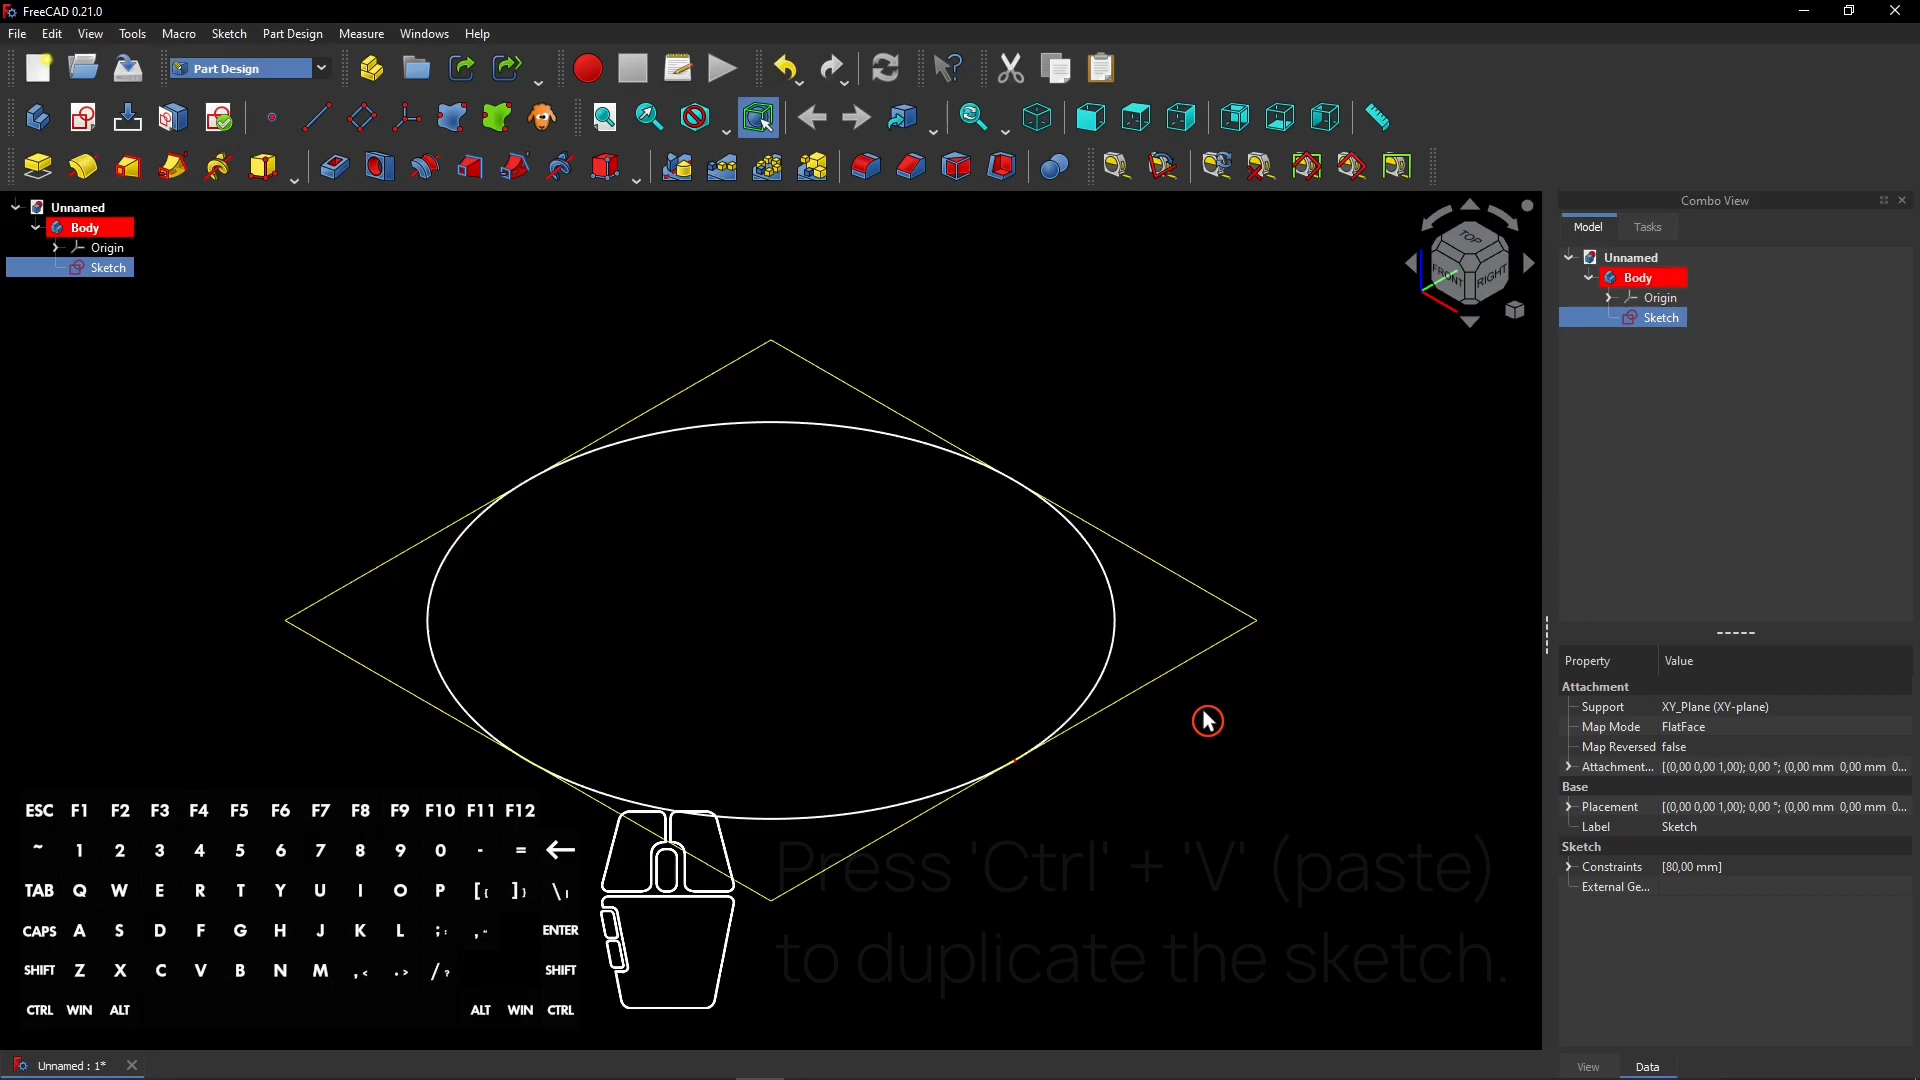 FreeCAD 0.21.0
File Edit View Tools Macro Sketch Part Design Measure Windows Help
Part Design
Unnamed
Body
Origin
Sketch
TOP
FRONT
RIGHT
Combo View
Model Tasks
Unnamed
Body
Origin
Sketch
Property Value
Attachment
Support XY_Plane (XY-plane)
Map Mode FlatFace
Map Reversed false
Attachment... [(0,00 0,00 1,00); 0,00 °; (0,00 mm 0,00 mm 0...
Base
Placement [(0,00 0,00 1,00); 0,00 °; (0,00 mm 0,00 mm 0...
Label Sketch
Sketch
Constraints [80,00 mm]
External Ge...
View Data
ESC F1 F2 F3 F4 F5 F6 F7 F8 F9 F10 F11 F12
~ 1 2 3 4 5 6 7 8 9 0 - = ←
TAB Q W E R T Y U I O P [{ ]} \|
CAPS A S D F G H J K L ;: ," ENTER
SHIFT Z X C V B N M ,< .> /? SHIFT
CTRL WIN ALT ALT WIN CTRL
Press 'Ctrl' + 'V' (paste)
to duplicate the sketch.
Unnamed : 1*